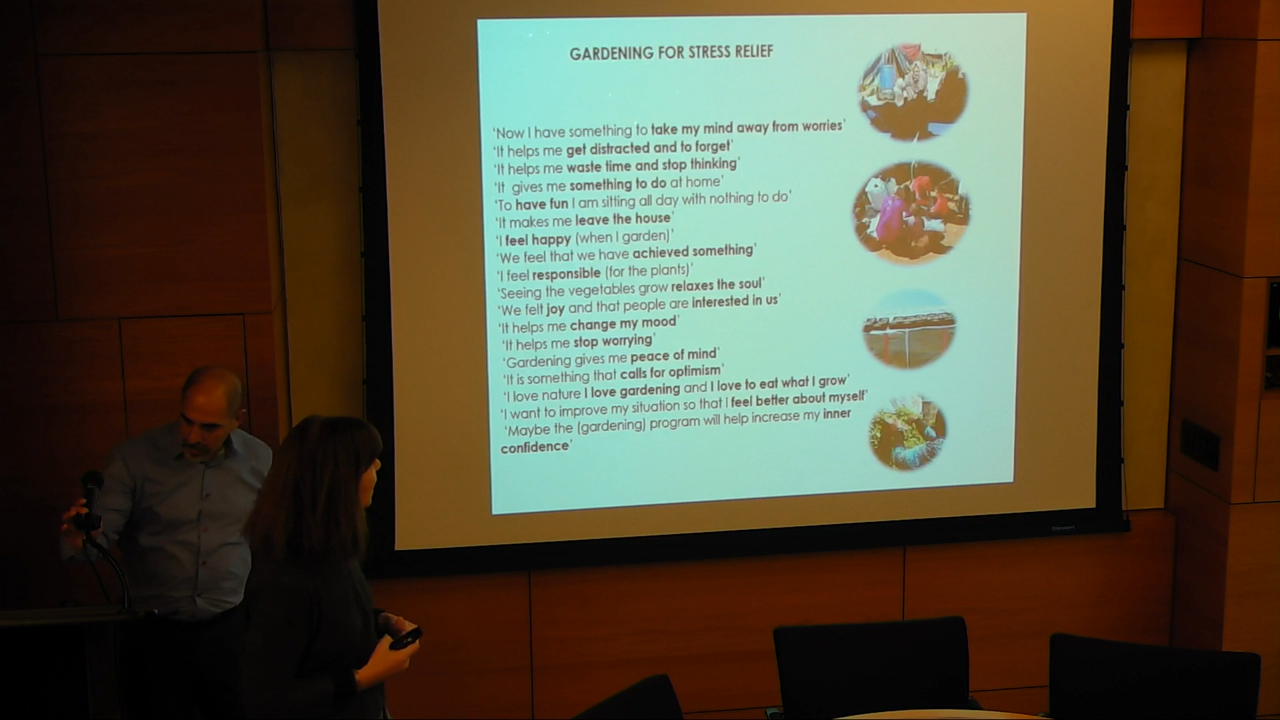 GARDENING FOR STRESS RELIEF
'Now I have something to take my mind away from worries'
'It helps me get distracted and to forget'
'It helps me waste time and stop thinking'
'It gives me something to do at home'
'To have fun I am sitting all day with nothing to do'
'It makes me leave the house'
'I feel happy (when I garden)'
'We feel that we have achieved something'
'I feel responsible (for the plants)'
'Seeing the vegetables grow relaxes the soul'
'We felt joy and that people are interested in us'
'It helps me change my mood'
'It helps me stop worrying'
'Gardening gives me peace of mind'
'It is something that calls for optimism'
'I love nature I love gardening and I love to eat what I grow'
'I want to improve my situation so that I feel better about myself'
'Maybe the (gardening) program will help increase my inner
confidence'